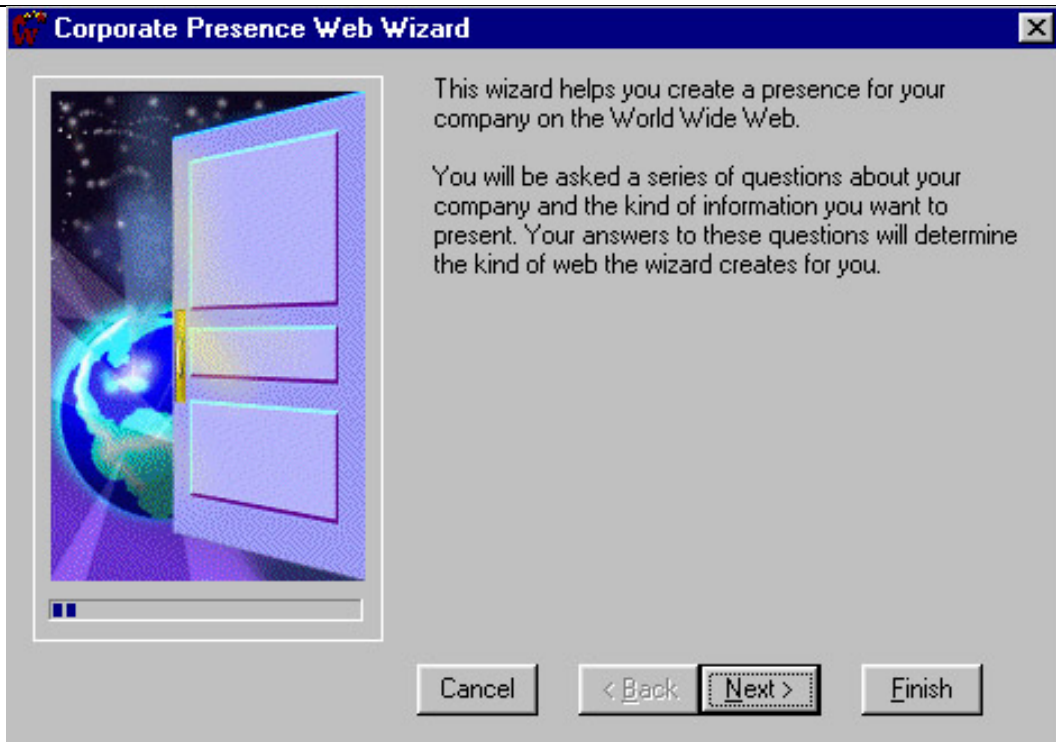 Corporate Presence Web Wizard
This wizard helps you create a presence for your
company on the World Wide Web.
You will be asked a series of questions about your
company and the kind of information you want to
present. Your answers to these questions will determine
the kind of web the wizard creates for you.
Cancel < Back Next > Finish